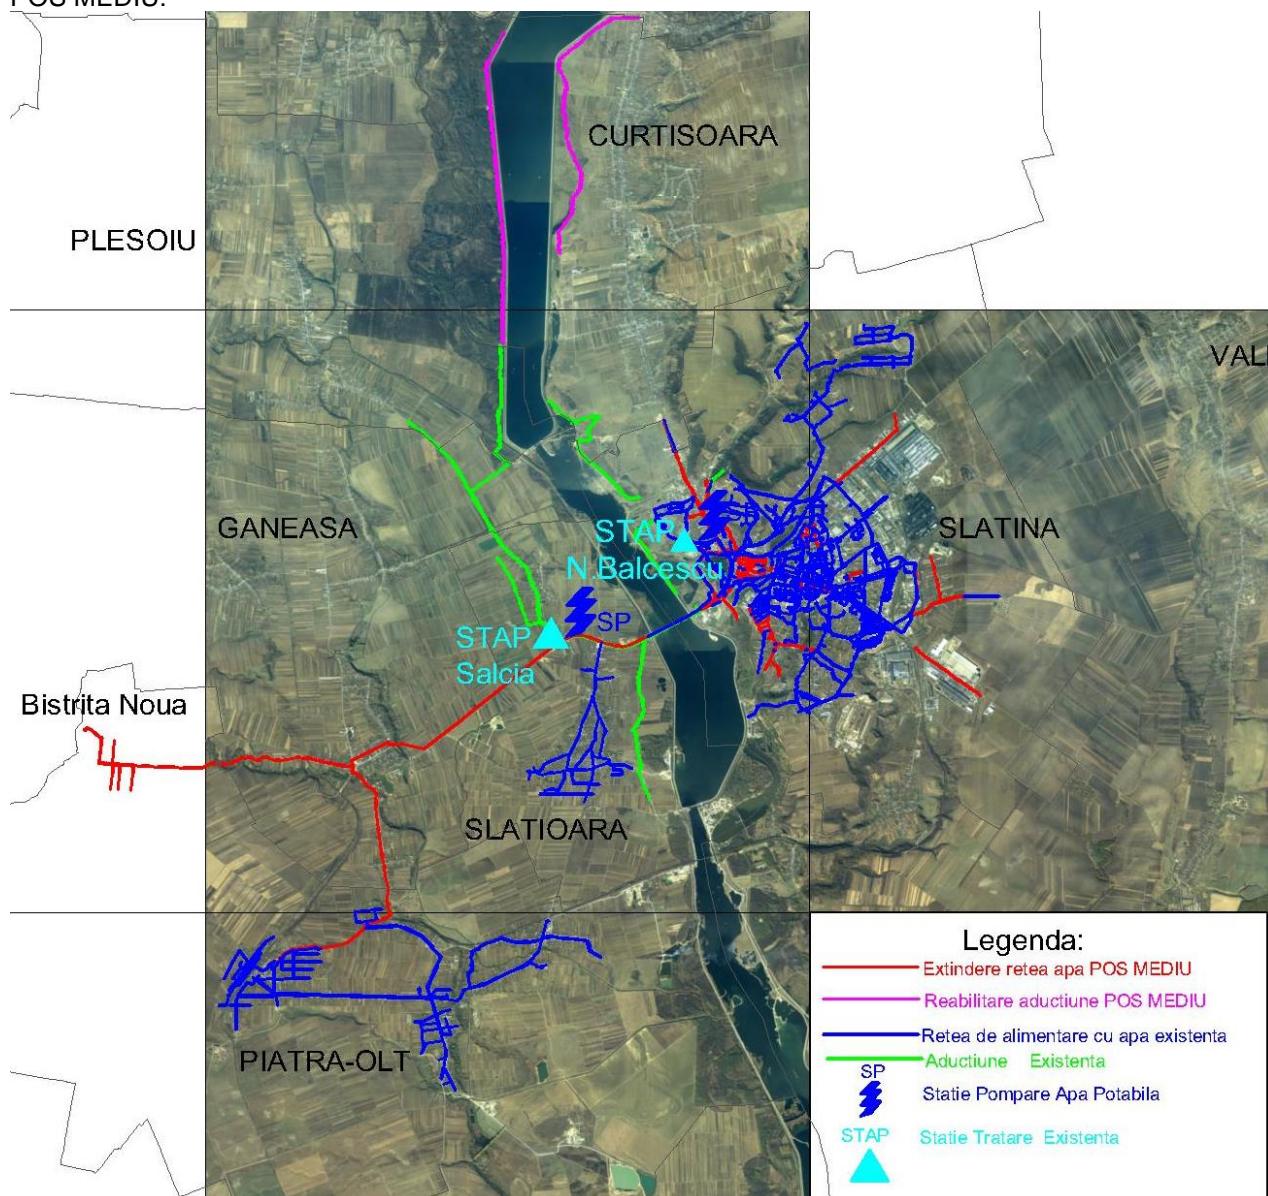 POS MEDIU.
CURTISOARA
PLESOIU
VAL
GANEASA
STAP
N.Balcescu
SLATINA
SP
STAP
Salcia
Bistrita Noua
SLATIOARA
PIATRA-OLT
Legenda:
Extindere retea apa POS MEDIU
Reabilitare aductiune POS MEDIU
Retea de alimentare cu apa existenta
Aductiune Existenta
SP
Statie Pompare Apa Potabila
STAP
Statie Tratare Existenta